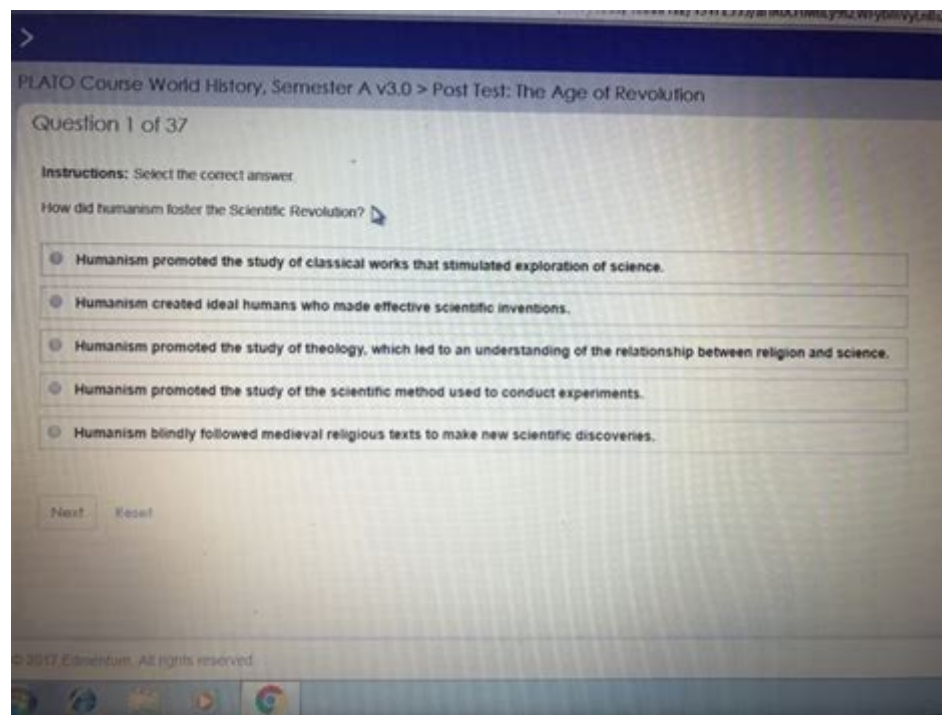 PLATO Course World History, Semester A v3.0 > Post Test: The Age of Revolution
Question 1 of 37
Instructions: Select the correct answer.
How did humanism foster the Scientific Revolution?
Humanism promoted the study of classical works that stimulated exploration of science.
Humanism created ideal humans who made effective scientific inventions.
Humanism promoted the study of theology, which led to an understanding of the relationship between religion and science.
Humanism promoted the study of the scientific method used to conduct experiments.
Humanism blindly followed medieval religious texts to make new scientific discoveries.
Next Reset
© 2017 Edmentum. All rights reserved.